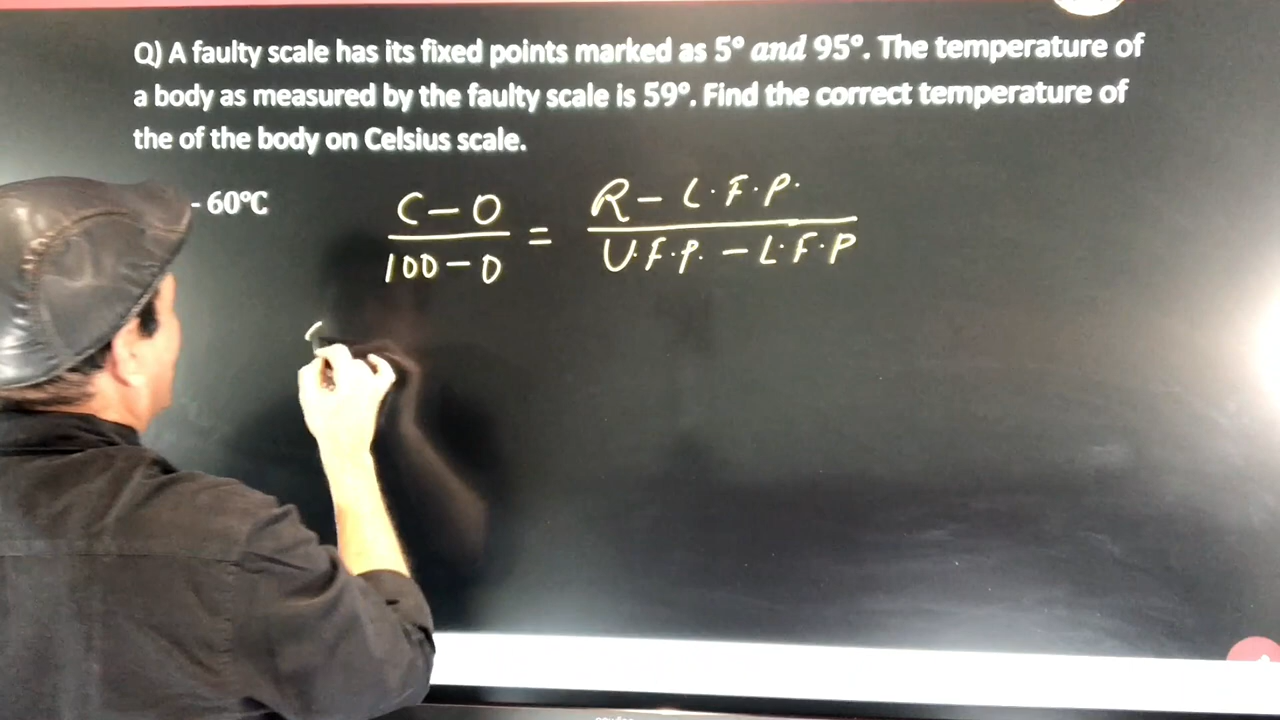 Q) A faulty scale has its fixed points marked as 5° and 95°. The temperature of
a body as measured by the faulty scale is 59°. Find the correct temperature of
the of the body on Celsius scale.
- 60°C
C - 0 / 100 - 0 = R - L.F.P. / U.F.P. - L.F.P